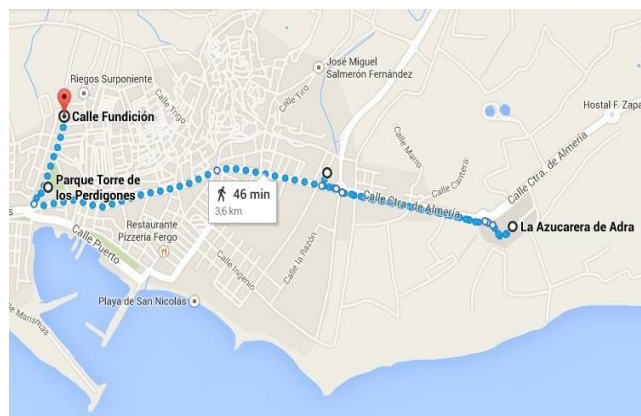 José Miguel
Salmerón Fernández
Riegos Surponiente
Hostal F. Zapa
Calle Fundición
Calle Tiro
Calle Trigo
Calle Marro
Calle Cantera
Calle Ctra. de Almería
Parque Torre de
los Perdigones
46 min
3,6 km
Calle Ctra. de Almería
La Azucarera de Adra
Restaurante
Pizzería Fergo
Calle Puerto
Calle la Razón
Calle Ingenio
Playa de San Nicolás
Calle Marismas